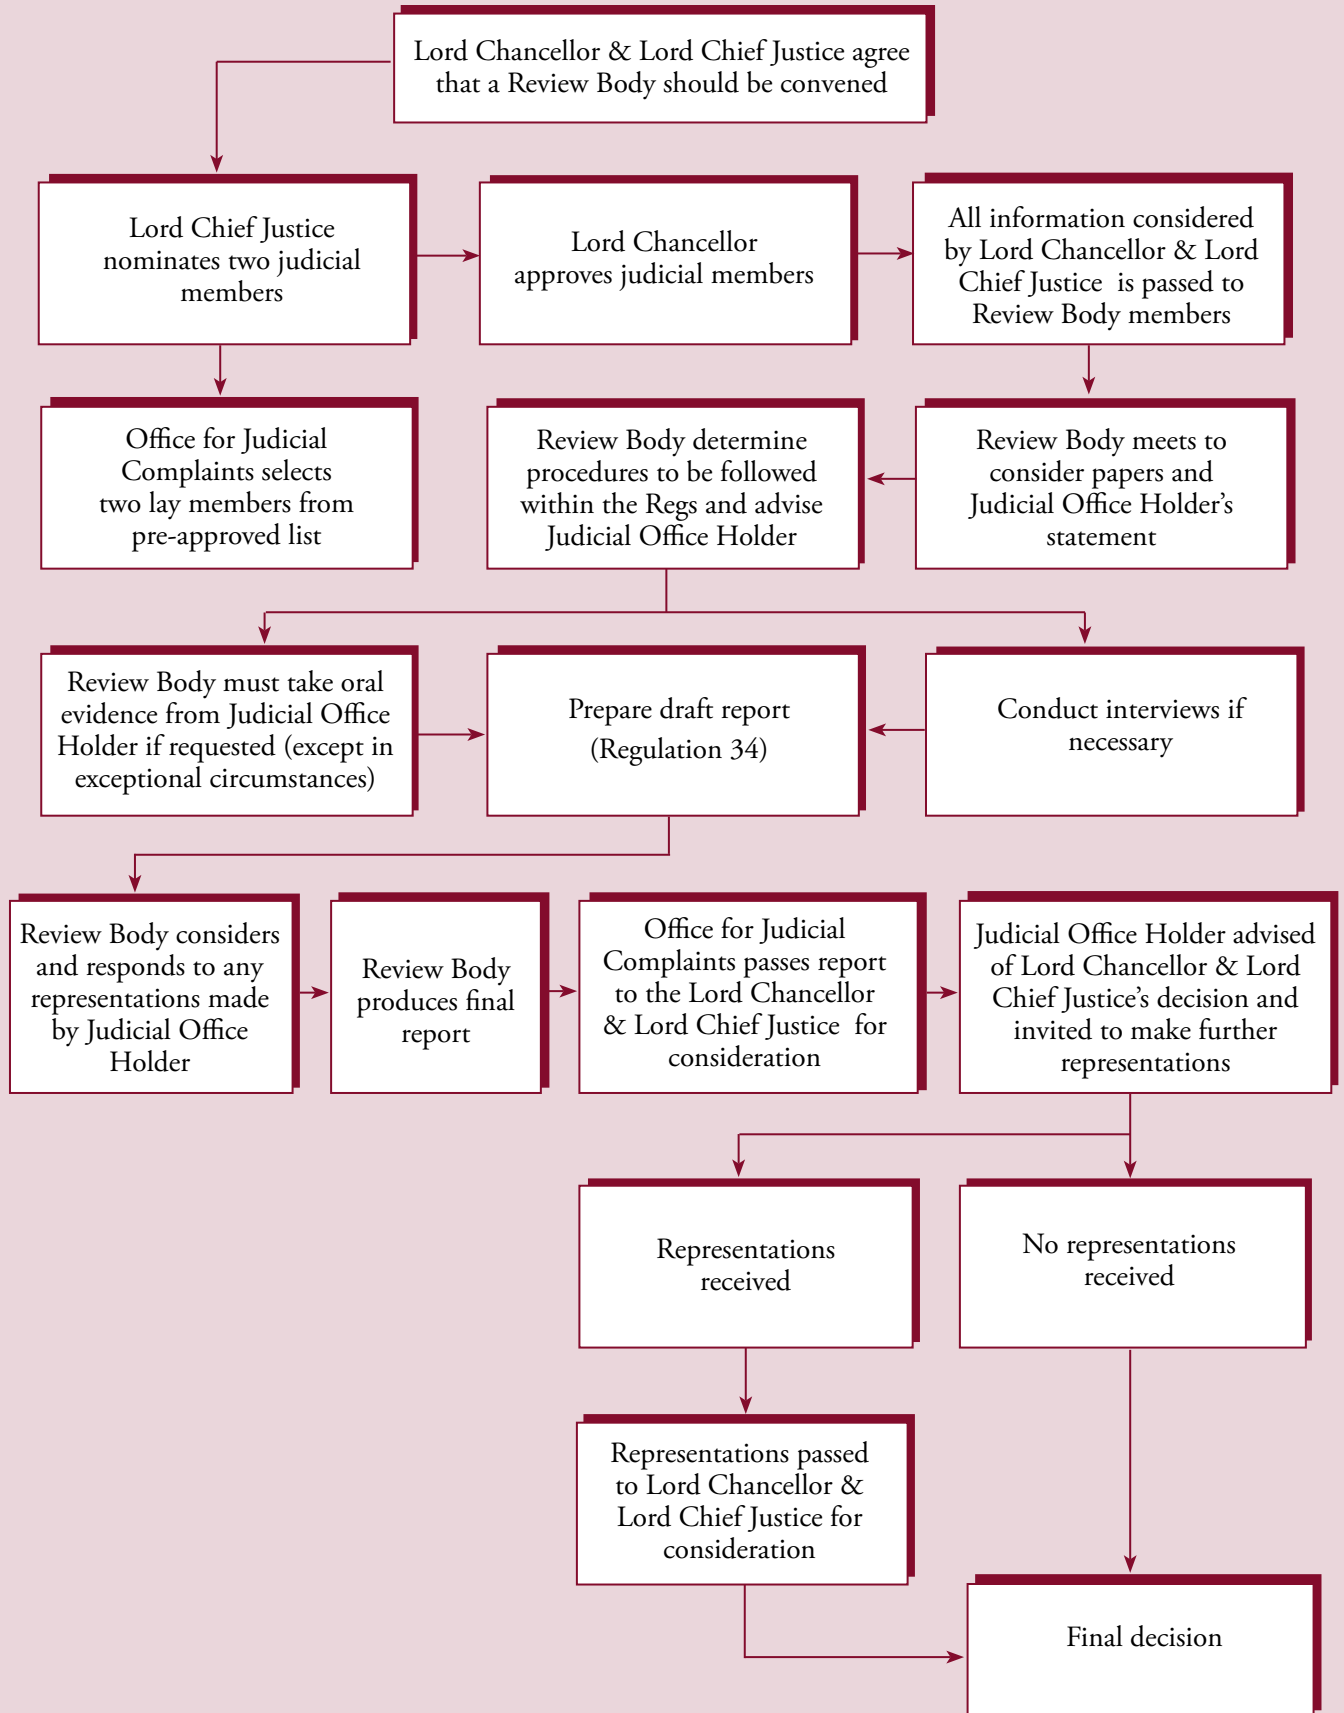 Lord Chancellor & Lord Chief Justice agree
that a Review Body should be convened
Lord Chief Justice
nominates two judicial
members
Lord Chancellor
approves judicial members
All information considered
by Lord Chancellor & Lord
Chief Justice is passed to
Review Body members
Office for Judicial
Complaints selects
two lay members from
pre-approved list
Review Body determine
procedures to be followed
within the Regs and advise
Judicial Office Holder
Review Body meets to
consider papers and
Judicial Office Holder’s
statement
Review Body must take oral
evidence from Judicial Office
Holder if requested (except in
exceptional circumstances)
Prepare draft report
(Regulation 34)
Conduct interviews if
necessary
Review Body considers
and responds to any
representations made
by Judicial Office
Holder
Review Body
produces final
report
Office for Judicial
Complaints passes report
to the Lord Chancellor
& Lord Chief Justice for
consideration
Judicial Office Holder advised
of Lord Chancellor & Lord
Chief Justice’s decision and
invited to make further
representations
Representations
received
No representations
received
Representations passed
to Lord Chancellor &
Lord Chief Justice for
consideration
Final decision